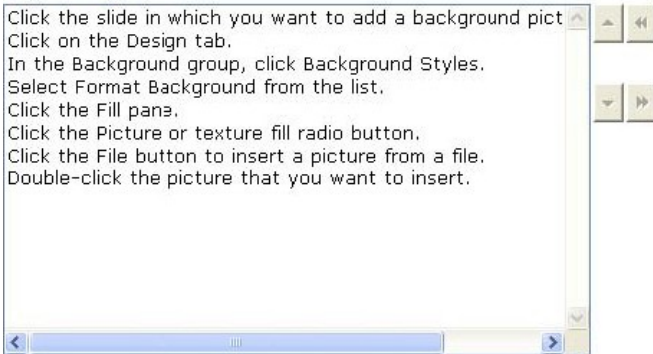 Click the slide in which you want to add a background pict
Click on the Design tab.
In the Background group, click Background Styles.
Select Format Background from the list.
Click the Fill pane.
Click the Picture or texture fill radio button.
Click the File button to insert a picture from a file.
Double-click the picture that you want to insert.